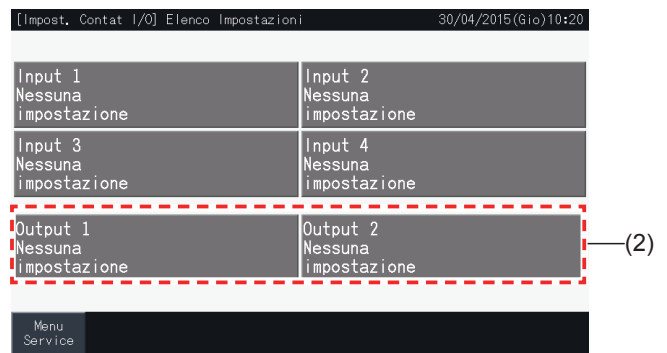 [Impost. Contat I/O] Elenco Impostazioni 30/04/2015(Gio)10:20
Input 1
Nessuna
impostazione
Input 2
Nessuna
impostazione
Input 3
Nessuna
impostazione
Input 4
Nessuna
impostazione
Output 1
Nessuna
impostazione
Output 2
Nessuna
impostazione
(2)
Menu
Service